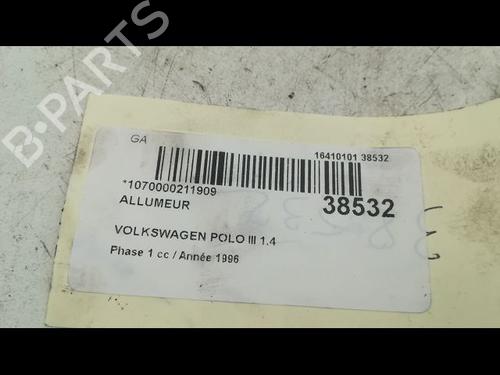 B-PARTS
GA
16410101 38532
*1070000211909
ALLUMEUR
38532
VOLKSWAGEN POLO III 1.4
Phase 1 cc / Année 1996